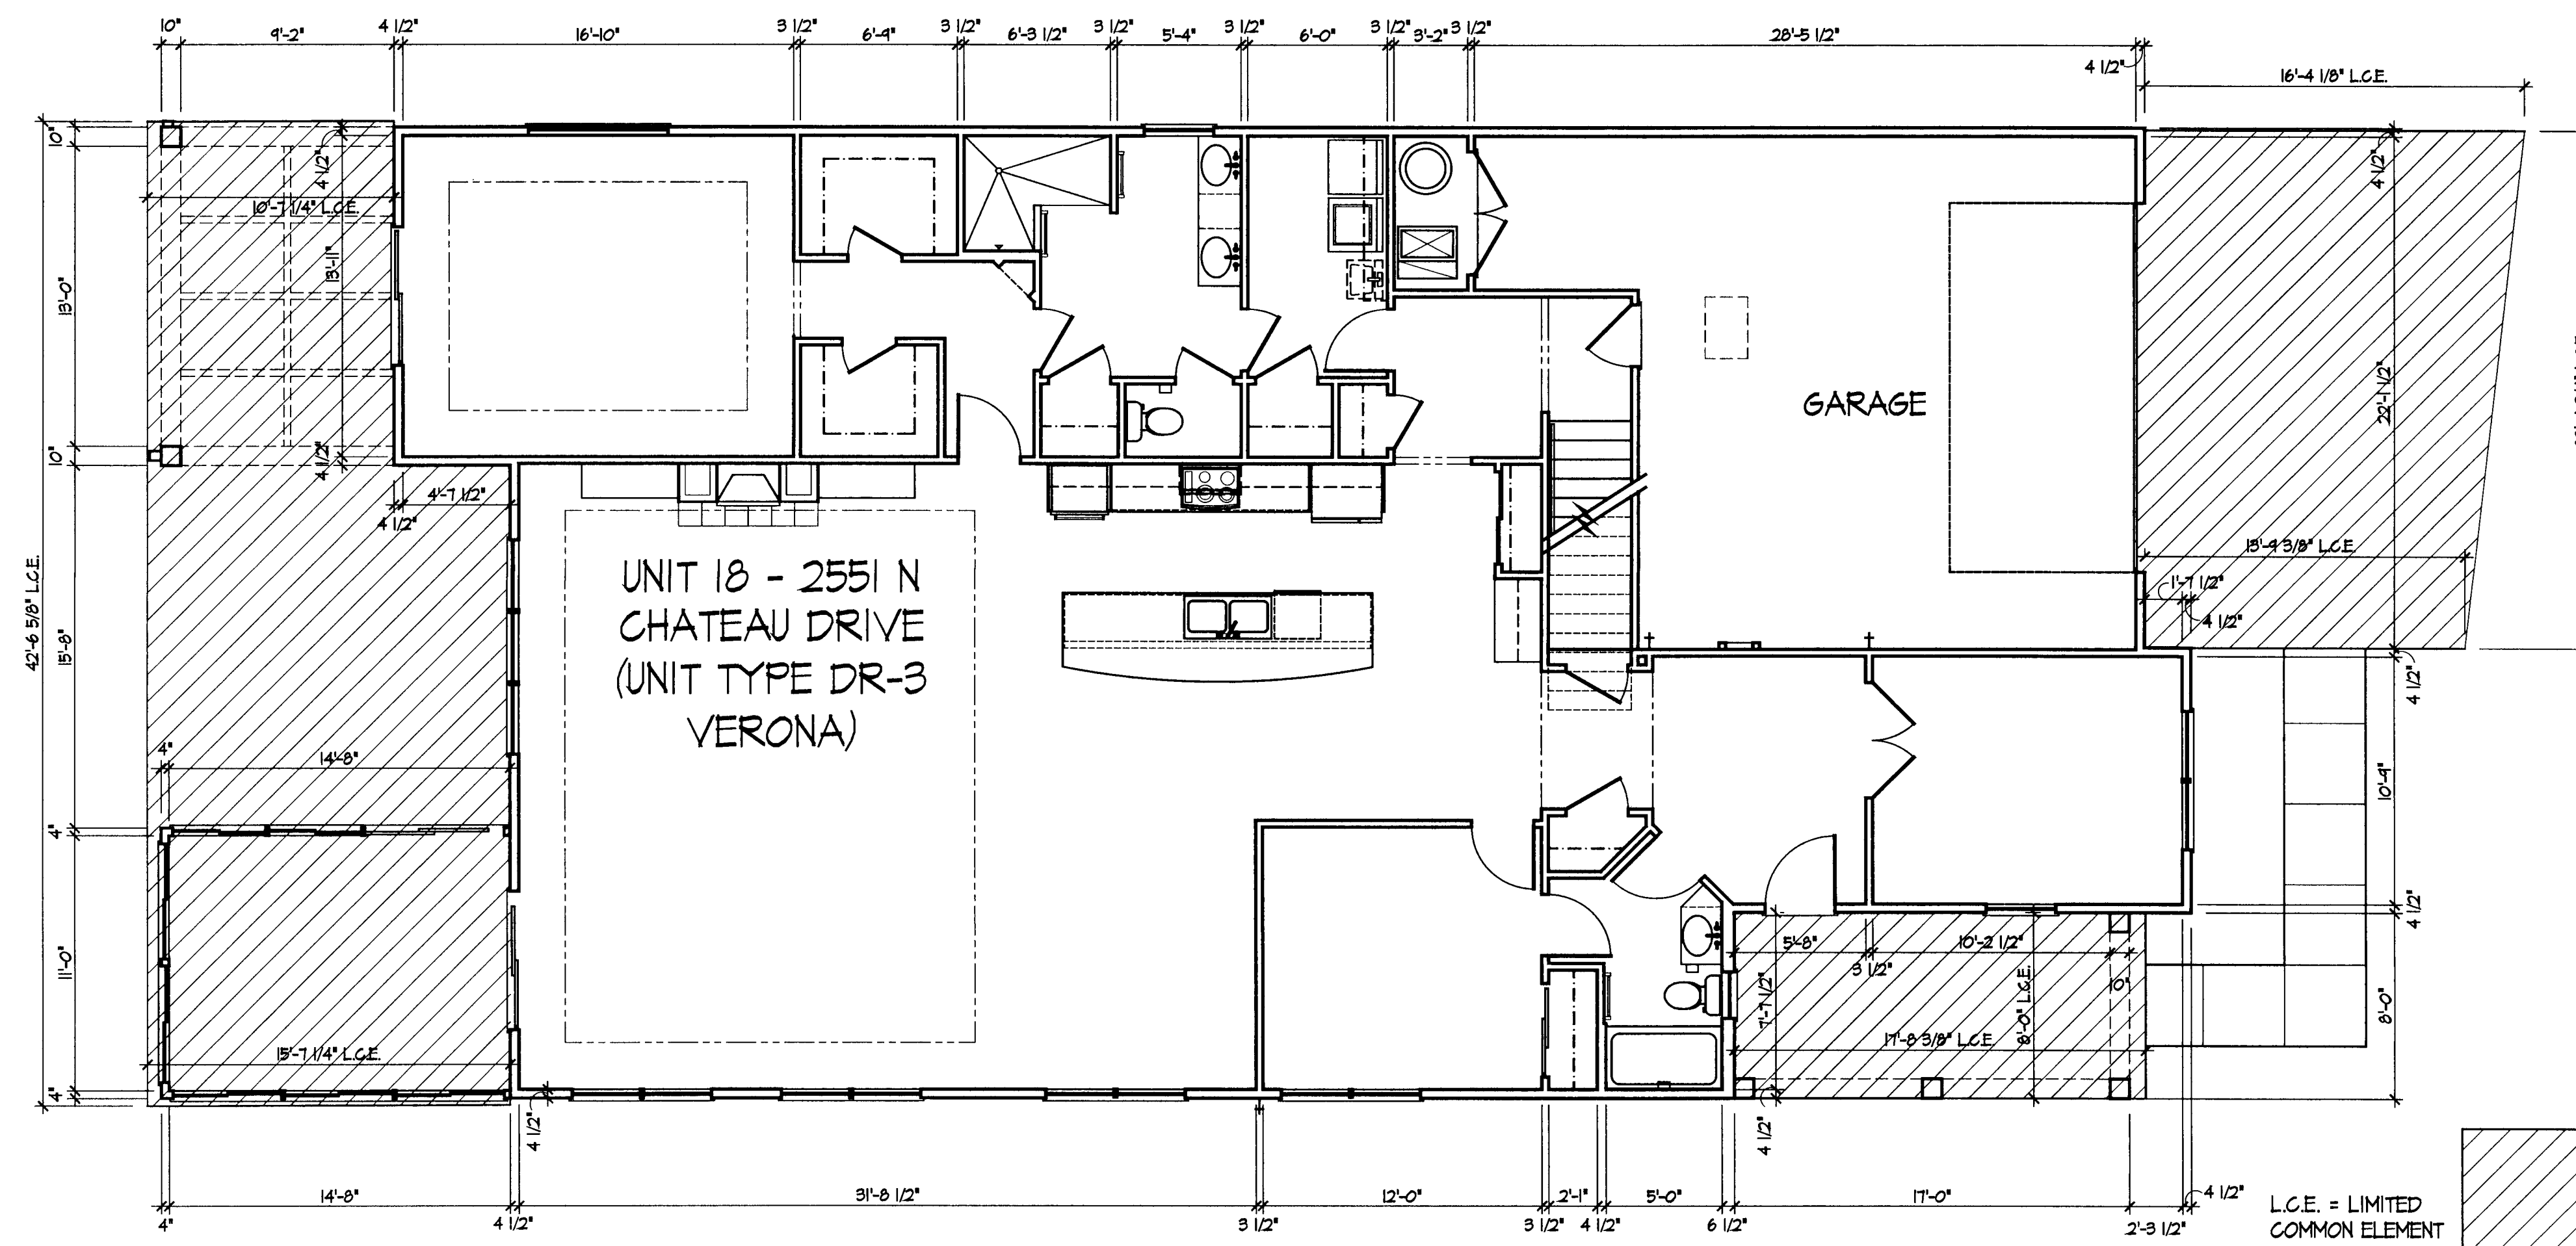 10" 9'-2" 4 1/2" 16'-10" 3 1/2" 6'-9" 3 1/2" 6'-3 1/2" 3 1/2" 5'-4" 3 1/2" 6'-0" 3 1/2" 3'-2" 3 1/2" 28'-5 1/2"
4 1/2"
16'-4 1/8" L.C.E.
10"
4 1/2"
4 1/2"
10'-7 1/4" L.C.E.
13'-11"
13'-0"
22'-1 1/2"
GARAGE
10"
4 1/2"
4'-7 1/2"
4 1/2"
13'-9 3/8" L.C.E.
1'-7 1/2"
4 1/2"
UNIT 18 - 2551 N
CHATEAU DRIVE
(UNIT TYPE DR-3
VERONA)
42'-6 5/8" L.C.E.
15'-8"
4 1/2"
4"
14'-8"
10'-9"
4"
4 1/2"
5'-8" 10'-2 1/2"
3 1/2"
11'-0"
7'-7 1/2"
8'-0" L.C.E.
8'-0"
17'-8 3/8" L.C.E.
15'-7 1/4" L.C.E.
4"
4 1/2"
4 1/2"
14'-8" 31'-8 1/2" 12'-0" 2'-1" 5'-0" 17'-0" 4 1/2"
4" 4 1/2" 3 1/2" 3 1/2" 4 1/2" 6 1/2" 2'-3 1/2"
L.C.E. = LIMITED
COMMON ELEMENT